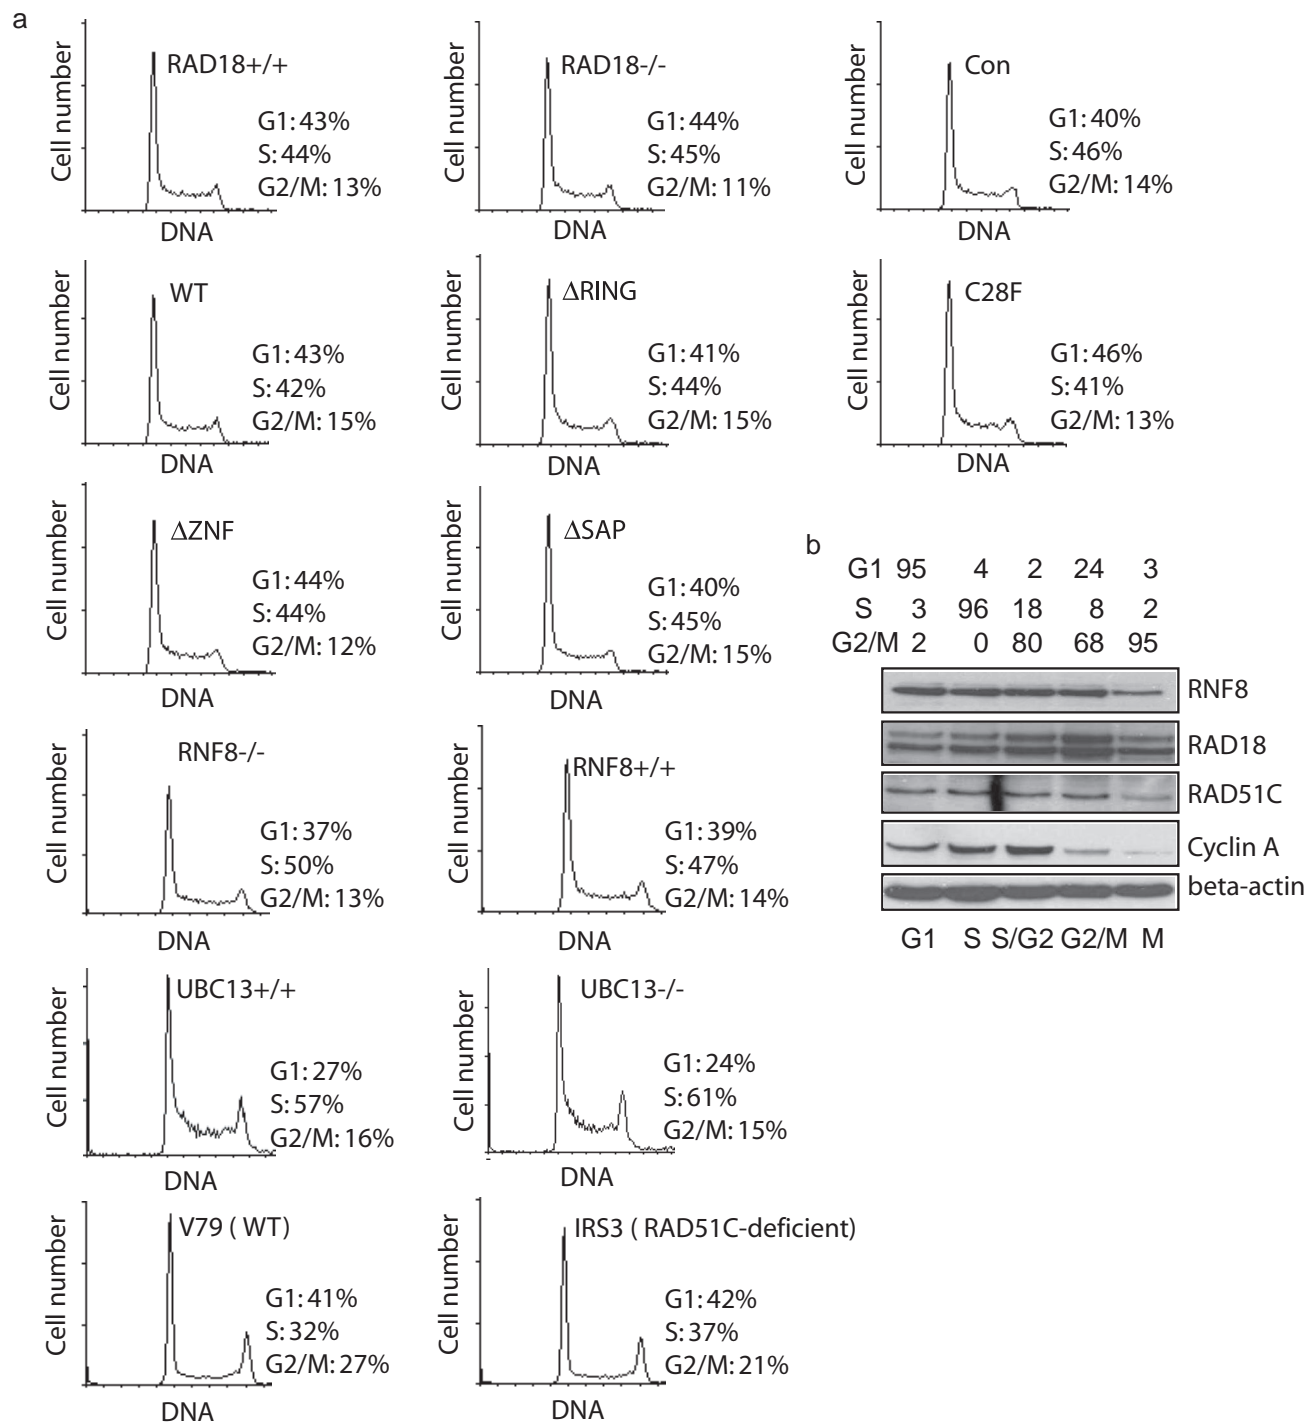 a
Cell number
RAD18+/+
G1: 43%
S: 44%
G2/M: 13%
DNA
Cell number
RAD18-/-
G1: 44%
S: 45%
G2/M: 11%
DNA
Cell number
Con
G1: 40%
S: 46%
G2/M: 14%
DNA
Cell number
WT
G1: 43%
S: 42%
G2/M: 15%
DNA
Cell number
ΔRING
G1: 41%
S: 44%
G2/M: 15%
DNA
Cell number
C28F
G1: 46%
S: 41%
G2/M: 13%
DNA
Cell number
ΔZNF
G1: 44%
S: 44%
G2/M: 12%
DNA
Cell number
ΔSAP
G1: 40%
S: 45%
G2/M: 15%
DNA
Cell number
RNF8-/-
G1: 37%
S: 50%
G2/M: 13%
DNA
Cell number
RNF8+/+
G1: 39%
S: 47%
G2/M: 14%
DNA
Cell number
UBC13+/+
G1: 27%
S: 57%
G2/M: 16%
DNA
Cell number
UBC13-/-
G1: 24%
S: 61%
G2/M: 15%
DNA
Cell number
V79 ( WT)
G1: 41%
S: 32%
G2/M: 27%
DNA
Cell number
IRS3 ( RAD51C-deficient)
G1: 42%
S: 37%
G2/M: 21%
DNA
b
G1 95 4 2 24 3
S 3 96 18 8 2
G2/M 2 0 80 68 95
RNF8
RAD18
RAD51C
Cyclin A
beta-actin
G1 S S/G2 G2/M M